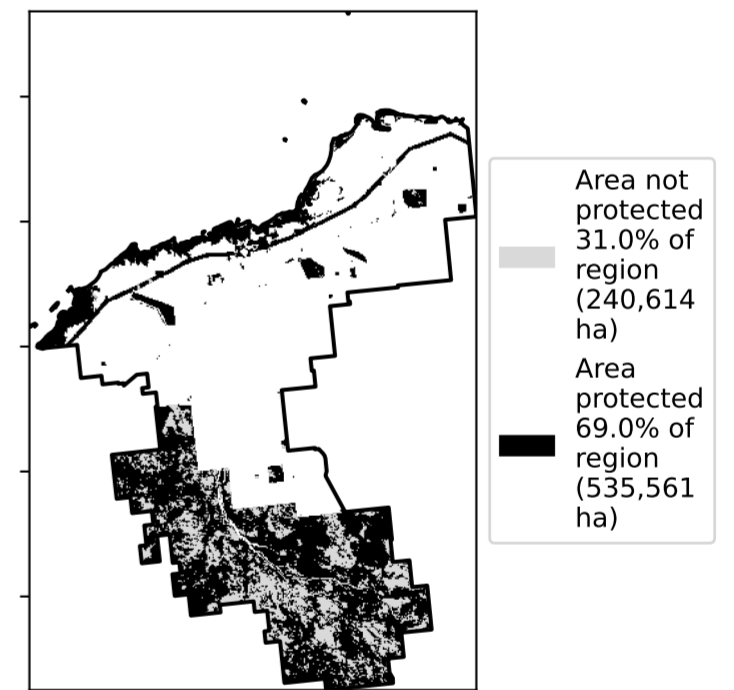 Area not
protected
31.0% of
region
(240,614
ha)
Area
protected
69.0% of
region
(535,561
ha)